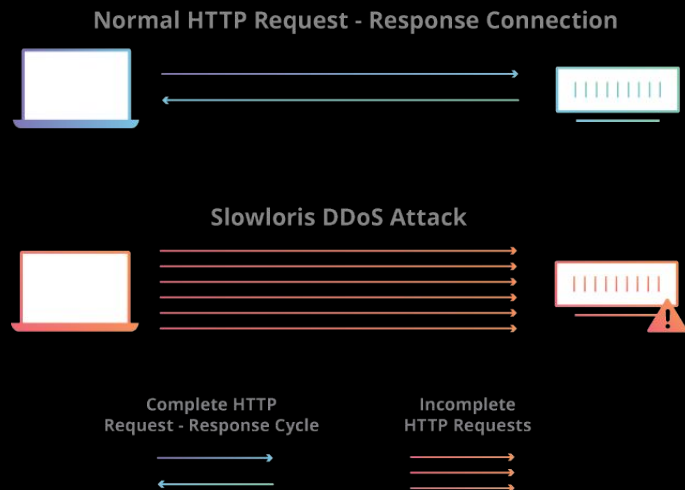 Normal HTTP Request - Response Connection
Slowloris DDoS Attack
Complete HTTP
Request - Response Cycle
Incomplete
HTTP Requests